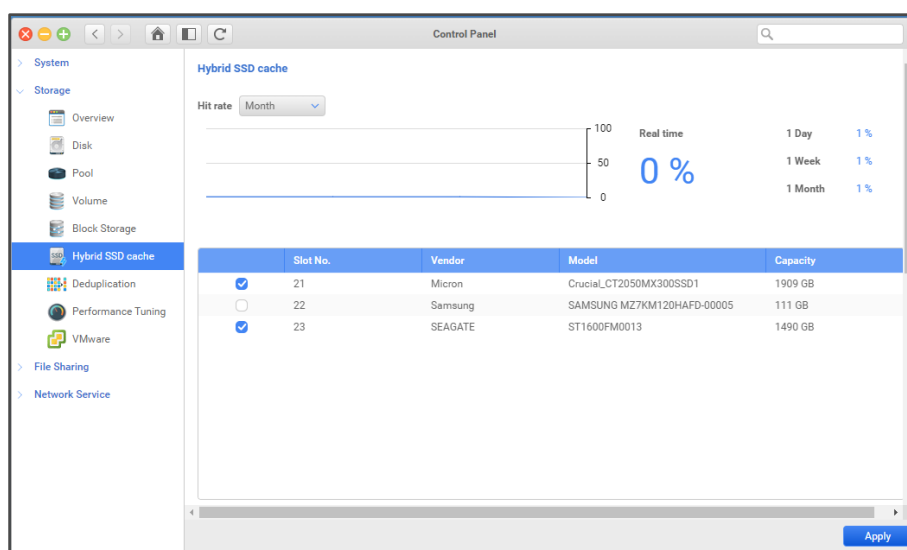 Control Panel
System
Storage
Overview
Disk
Pool
Volume
Block Storage
Hybrid SSD cache
Deduplication
Performance Tuning
VMware
File Sharing
Network Service
Hybrid SSD cache
Hit rate Month
100
50
0
Real time
0 %
1 Day 1 %
1 Week 1 %
1 Month 1 %
Slot No. Vendor Model Capacity
21 Micron Crucial_CT2050MX300SSD1 1909 GB
22 Samsung SAMSUNG MZ7KM120HAFD-00005 111 GB
23 SEAGATE ST1600FM0013 1490 GB
Apply